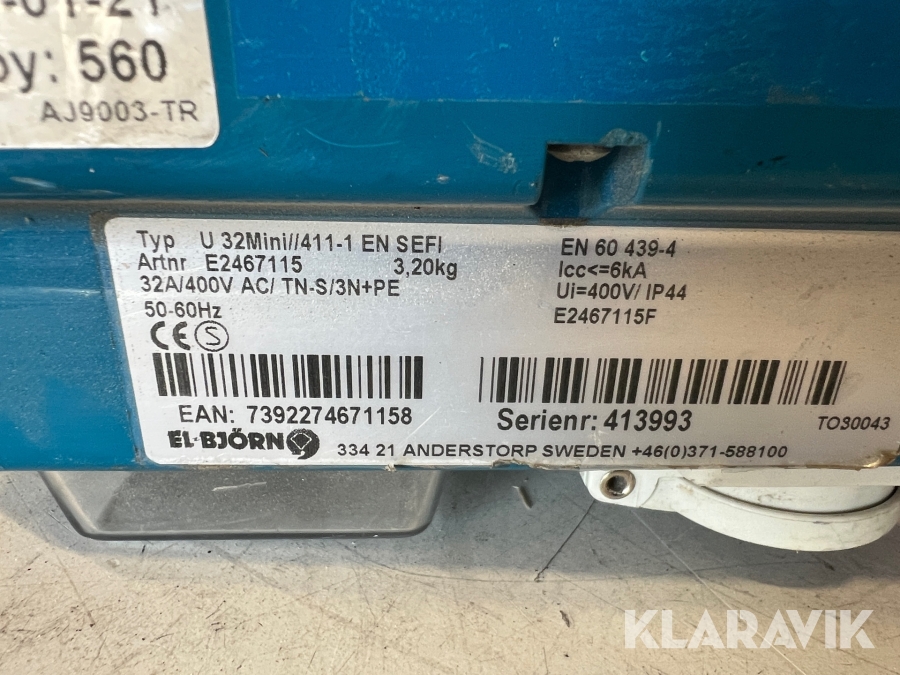 by: 560
AJ9003-TR
Typ U 32Mini//411-1 EN SEFI
Artnr E2467115 3,20kg
32A/400V AC/ TN-S/3N+PE
50-60Hz
EN 60 439-4
Icc<=6kA
Ui=400V/ IP44
E2467115F
CE S
EAN: 7392274671158
Serienr: 413993
TO30043
EL·BJÖRN
334 21 ANDERSTORP SWEDEN +46(0)371-588100
KLARAVIK